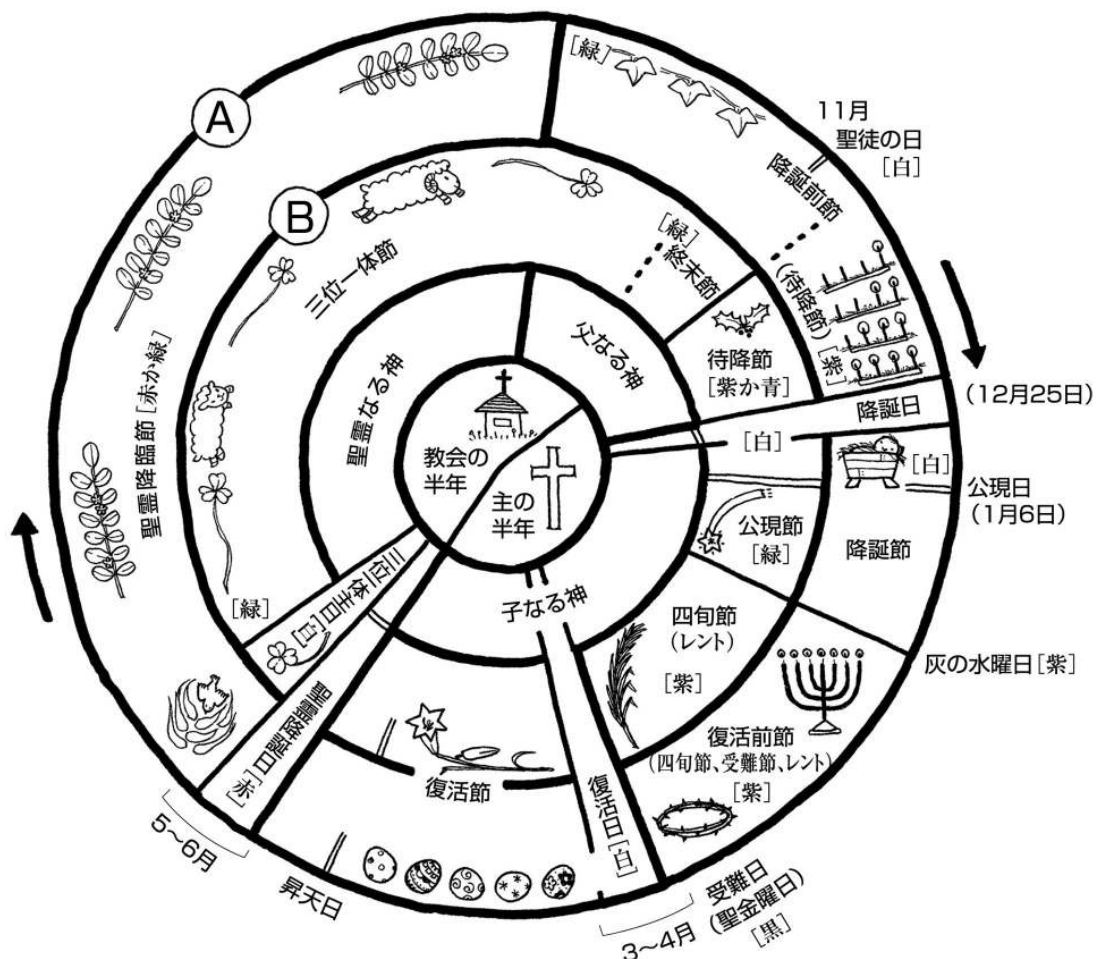 A
B
[緑]
11月
聖徒の日
[白]
降誕前節
(待降節)
[紫]
(12月25日)
降誕日
[白]
公現日
(1月6日)
降誕節
灰の水曜日[紫]
復活前節
(四旬節、受難節、レント)
[紫]
受難日
(聖金曜日)
[黒]
3〜4月
復活日[白]
復活節
昇天日
5〜6月
聖霊降誕日[赤]
聖霊降臨節[赤か緑]
三位一体節
[緑]
終末節
待降節
[紫か青]
[白]
公現節
[緑]
四旬節
(レント)
[紫]
三位一体主日[白]
[緑]
聖霊なる神
父なる神
子なる神
教会の
半年
主の
半年